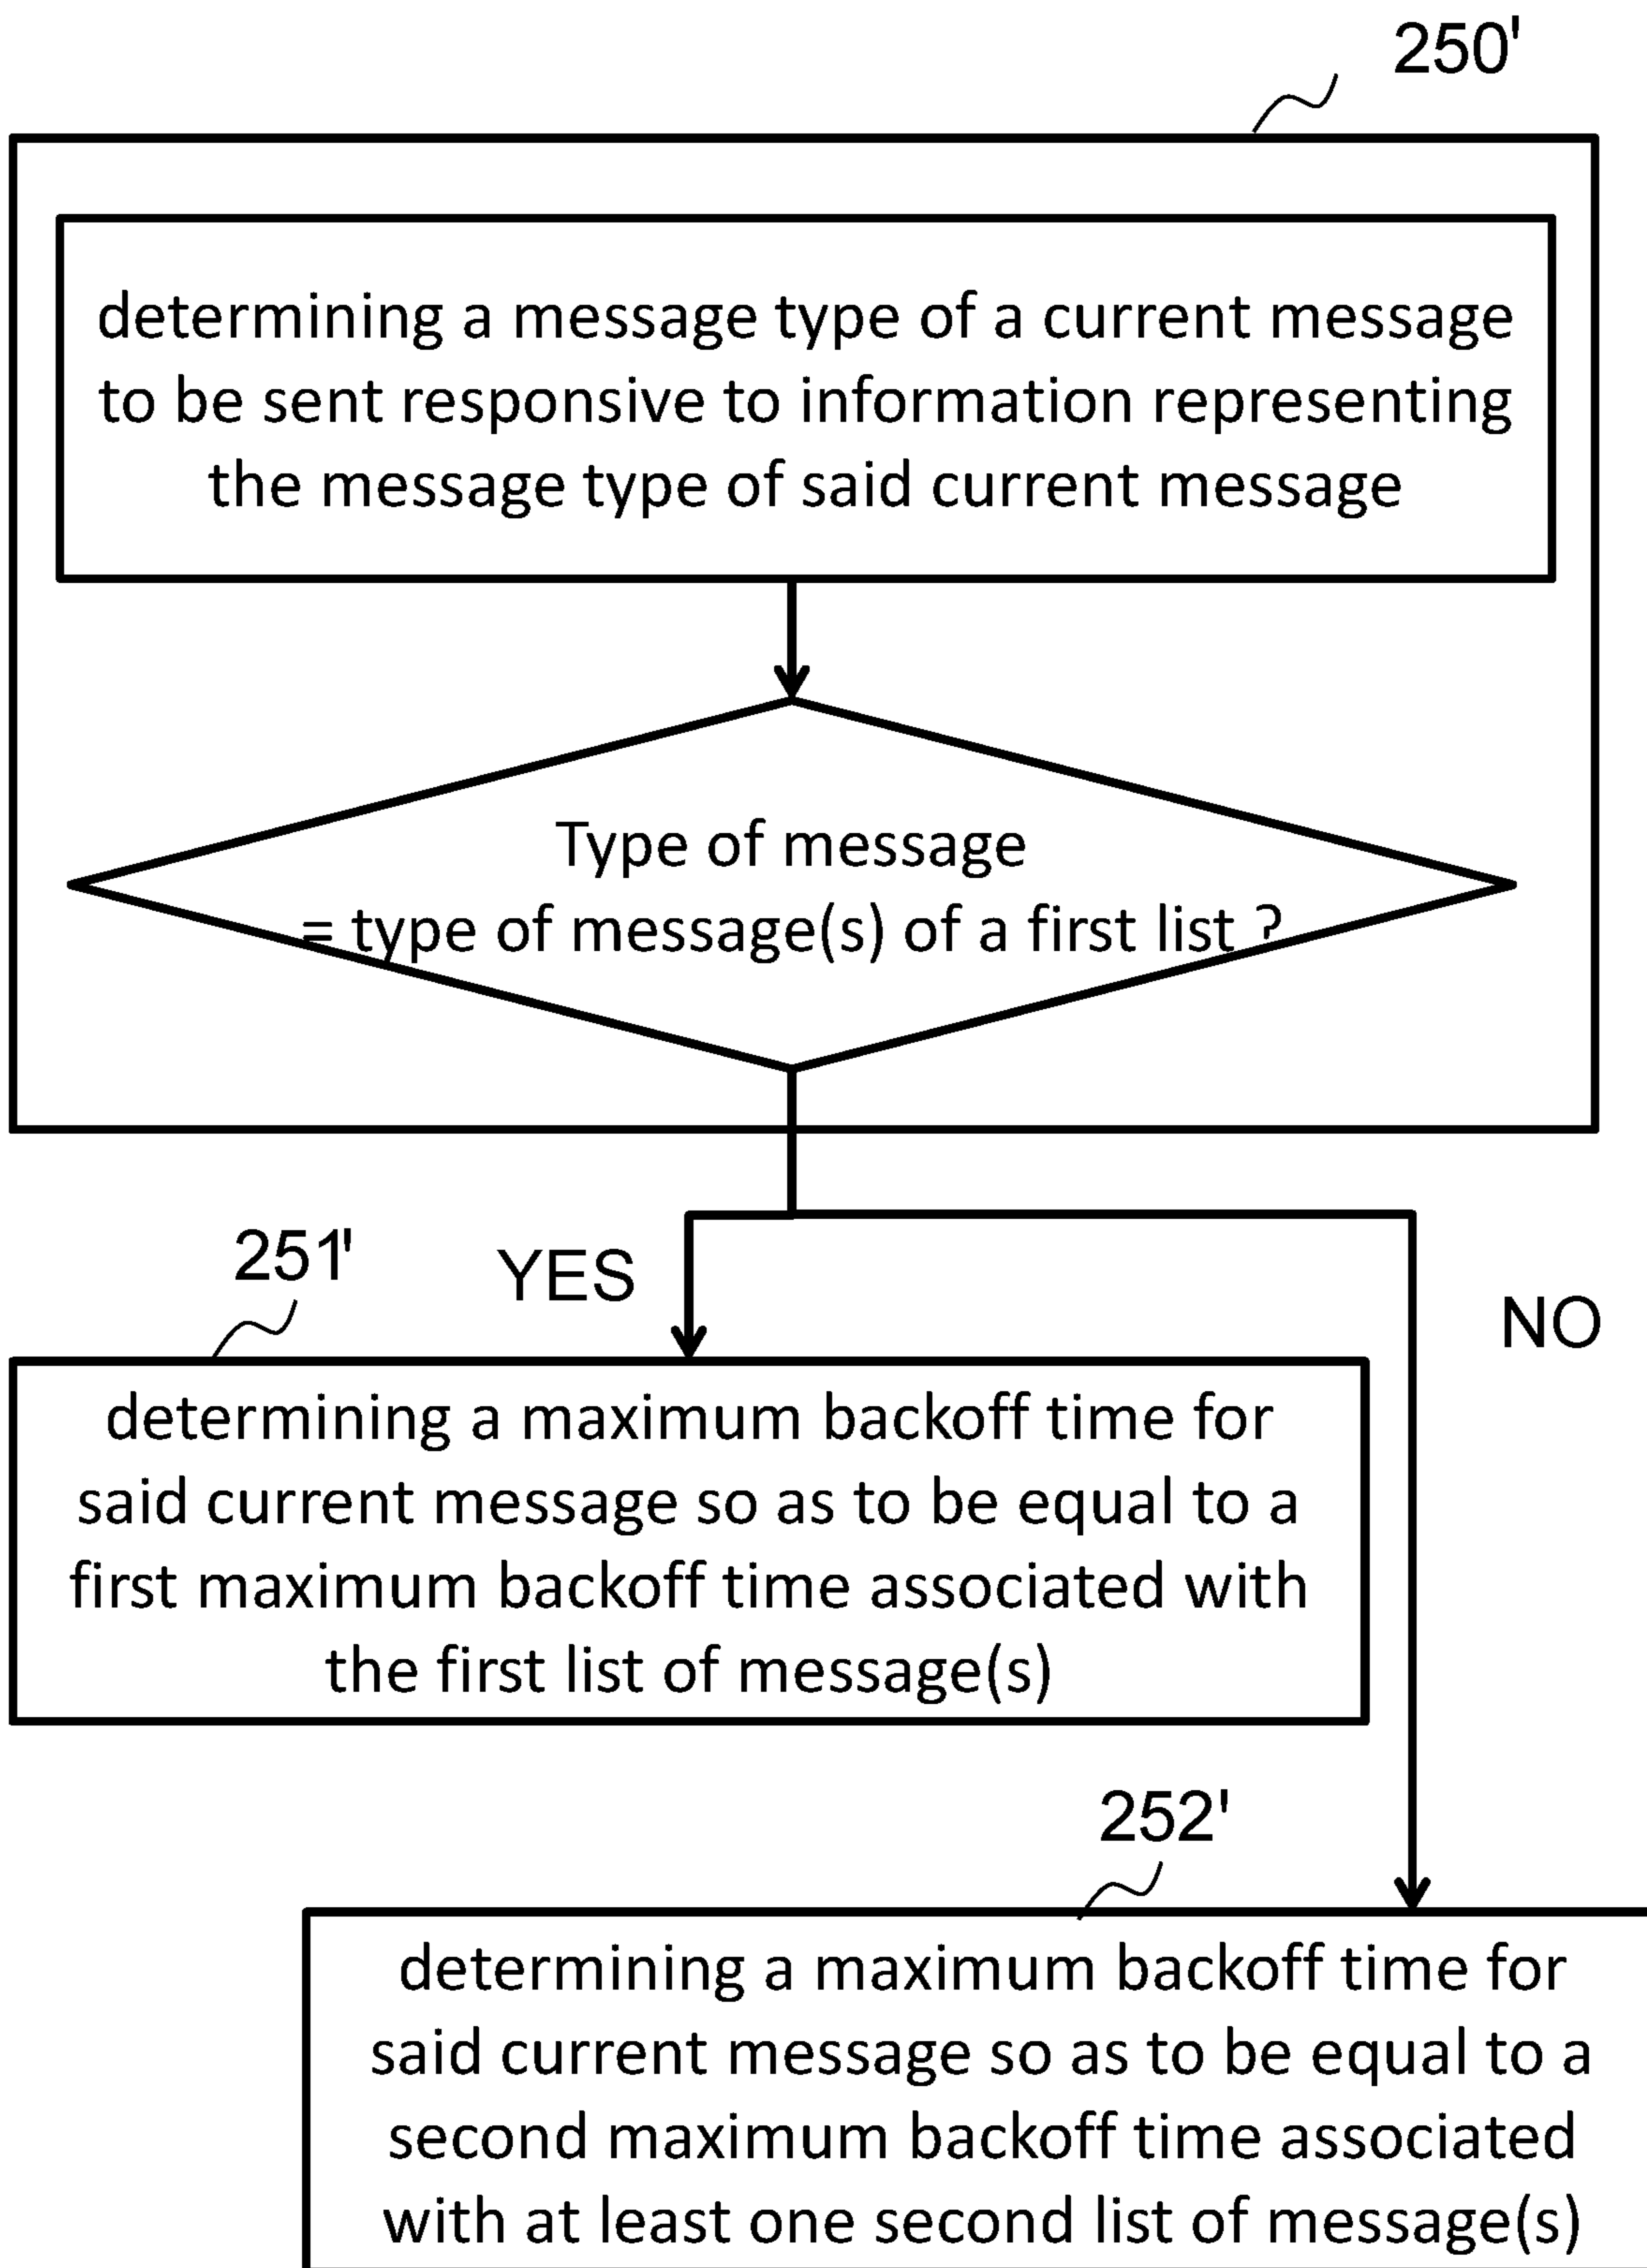 250'
determining a message type of a current message
to be sent responsive to information representing
the message type of said current message
Type of message
= type of message(s) of a first list ?
251'
YES
NO
determining a maximum backoff time for
said current message so as to be equal to a
first maximum backoff time associated with
the first list of message(s)
252'
determining a maximum backoff time for
said current message so as to be equal to a
second maximum backoff time associated
with at least one second list of message(s)